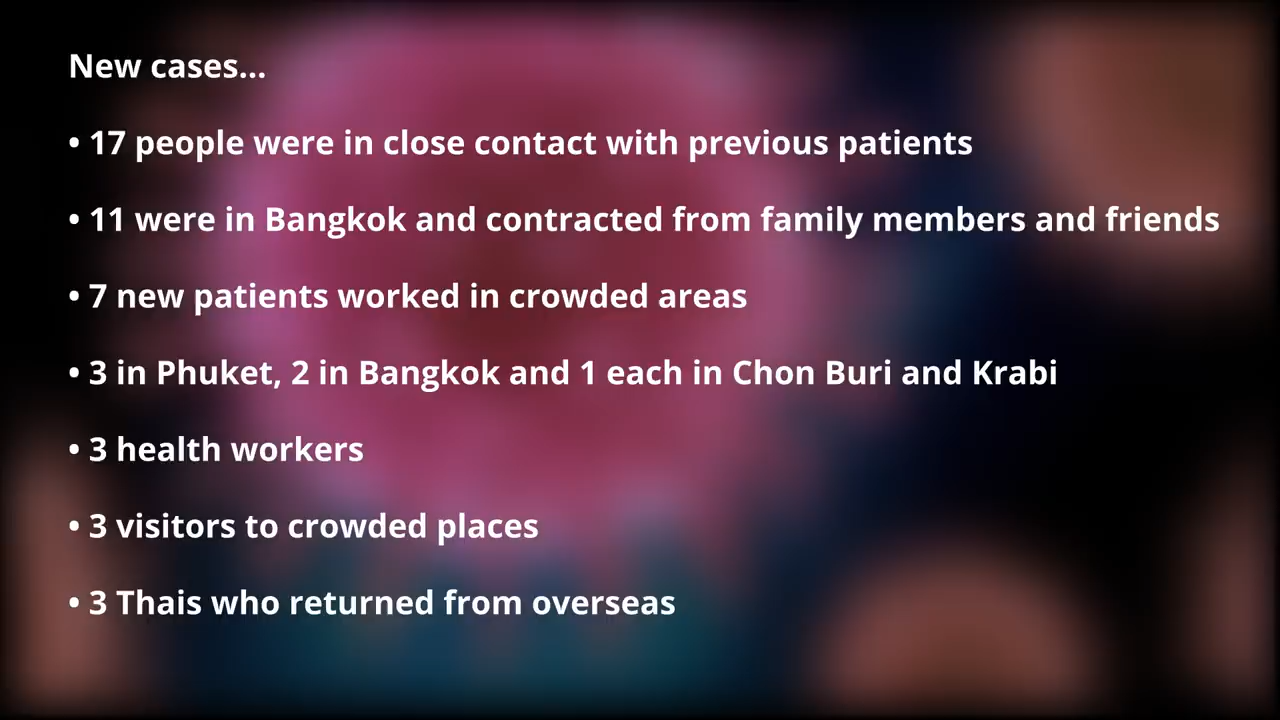 New cases...
• 17 people were in close contact with previous patients
• 11 were in Bangkok and contracted from family members and friends
• 7 new patients worked in crowded areas
• 3 in Phuket, 2 in Bangkok and 1 each in Chon Buri and Krabi
• 3 health workers
• 3 visitors to crowded places
• 3 Thais who returned from overseas